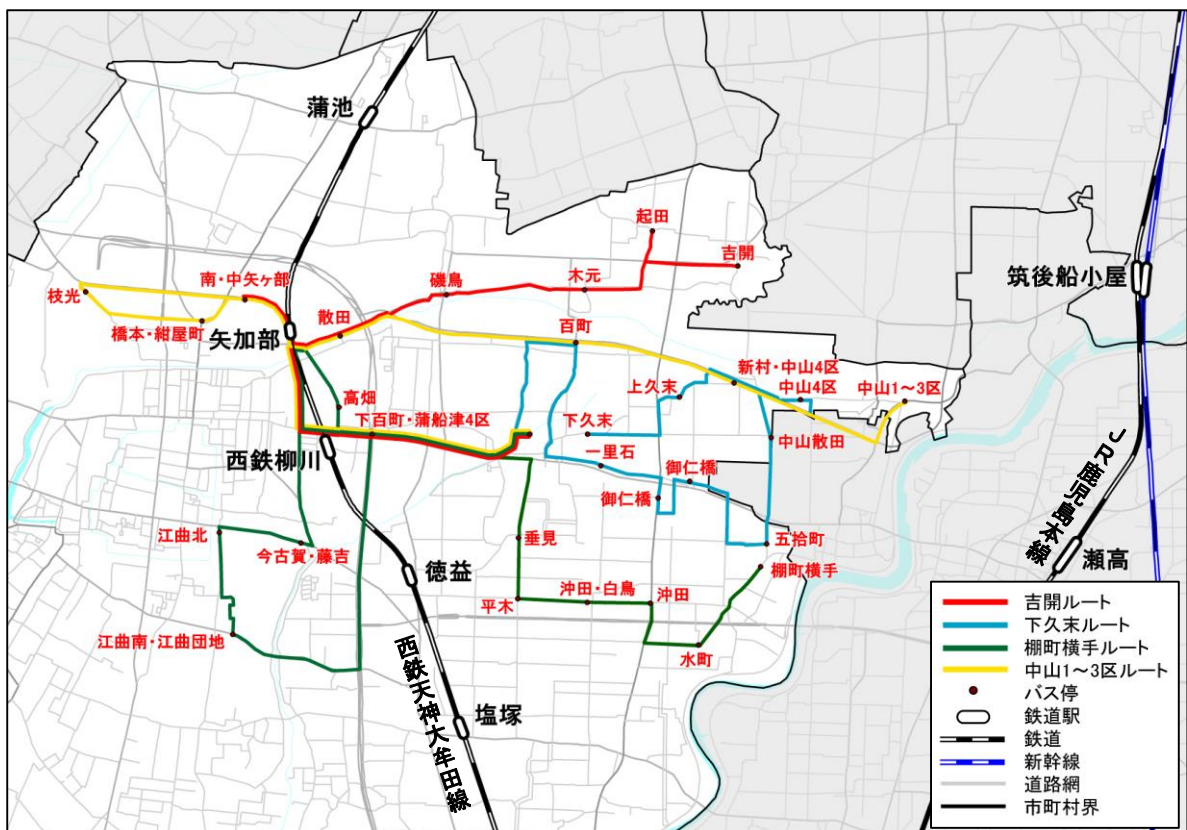 蒲池
起田
吉開
南・中矢ヶ部
磯鳥
木元
筑後船小屋
枝光
橋本・紺屋町
矢加部
散田
百町
新村・中山4区
中山4区
中山1～3区
上久末
高畑
下百町・蒲船津4区
下久末
中山散田
西鉄柳川
一里石
御仁橋
御仁橋
JR鹿児島本線
江曲北
今古賀・藤吉
垂見
五拾町
棚町横手
瀬高
徳益
平木
沖田・白鳥
沖田
江曲南・江曲団地
水町
西鉄天神大牟田線
塩塚
吉開ルート
下久末ルート
棚町横手ルート
中山1～3区ルート
バス停
鉄道駅
鉄道
新幹線
道路網
市町村界